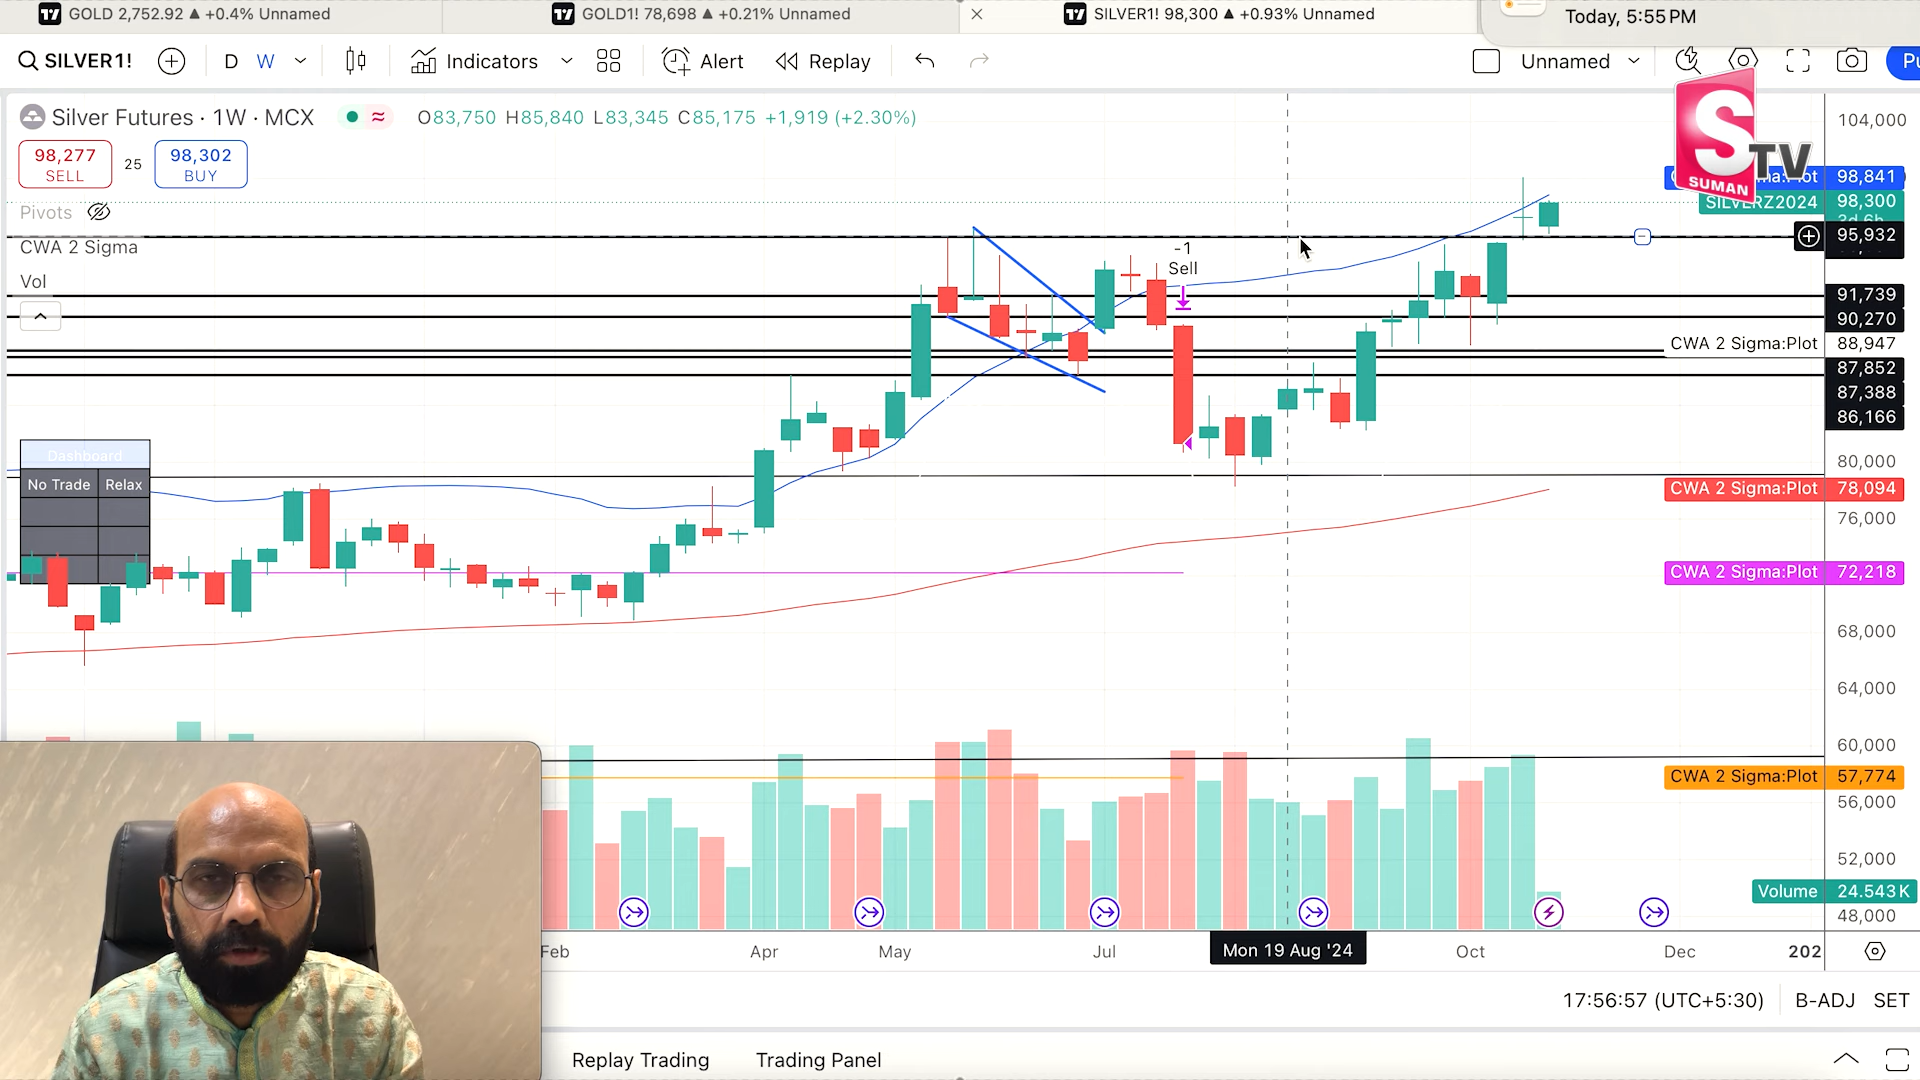 GOLD 2,752.92 ▲ +0.4% Unnamed
GOLD1! 78,698 ▲ +0.21% Unnamed
SILVER1! 98,300 ▲ +0.93% Unnamed
Today, 5:55 PM
SILVER1!
D W
Indicators
Alert
Replay
Unnamed
Silver Futures · 1W · MCX
O83,750 H85,840 L83,345 C85,175 +1,919 (+2.30%)
98,277
SELL
25
98,302
BUY
Pivots
CWA 2 Sigma
Vol
S TV
SUMAN
-1
Sell
Dashboard
No Trade Relax
104,000
98,841
SILVERZ2024 98,300
3d 6h
95,932
91,739
90,270
CWA 2 Sigma:Plot 88,947
87,852
87,388
86,166
80,000
CWA 2 Sigma:Plot 78,094
76,000
CWA 2 Sigma:Plot 72,218
68,000
64,000
60,000
CWA 2 Sigma:Plot 57,774
56,000
52,000
Volume 24.543K
48,000
Feb Apr May Jul Mon 19 Aug '24 Oct Dec 202
17:56:57 (UTC+5:30) B-ADJ SET
Replay Trading Trading Panel